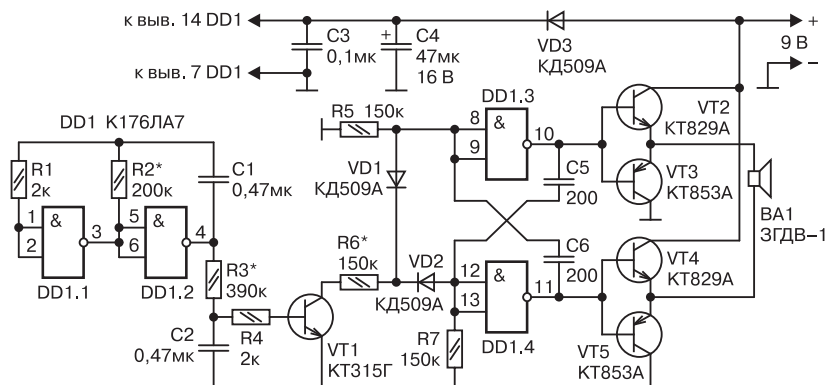 к выв. 14 DD1
+
C3
0,1мк
+
C4
47мк
16 В
VD3
КД509А
9 В
–
к выв. 7 DD1
DD1 К176ЛА7
R5 150к
DD1.3
8
&
9
10
VT2
КТ829А
R1
2к
R2*
200к
C1
0,47мк
VD1
КД509А
C5
200
VT3
КТ853А
BA1
3ГДВ–1
1
&
2
3
5
&
6
4
DD1.1
DD1.2
R6*
150к
VD2
КД509А
C6
200
VT4
КТ829А
R3*
390к
12
&
13
11
DD1.4
C2
0,47мк
R4
2к
VT1
КТ315Г
R7
150к
VT5
КТ853А